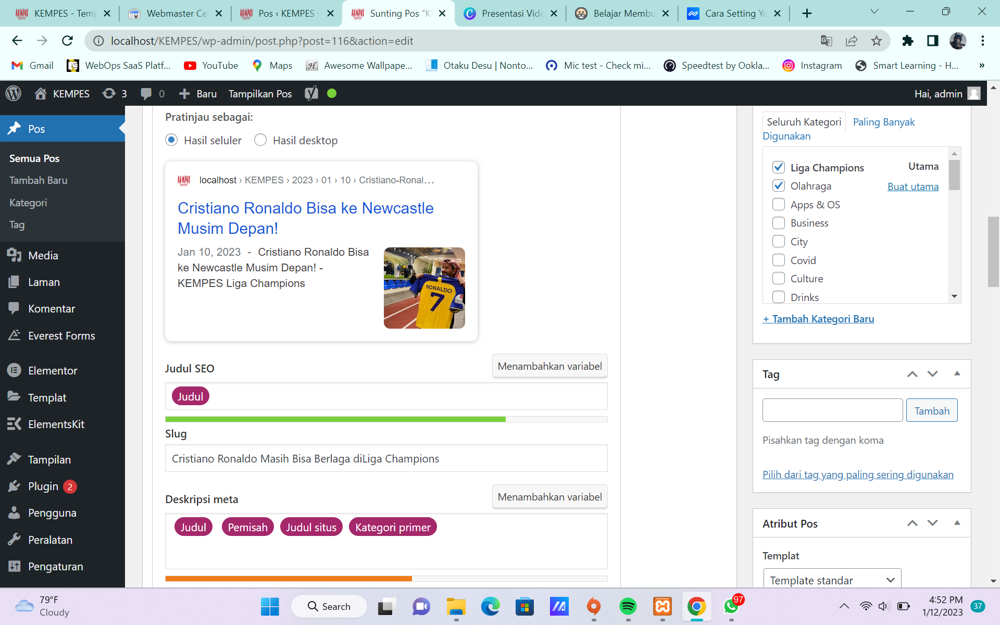 KEMPES - Temp
Webmaster Ce
Pos ‹ KEMPES -
Sunting Pos "K
Presentasi Vide
Belajar Membu
Cara Setting Yo
localhost/KEMPES/wp-admin/post.php?post=116&action=edit
Gmail
WebOps SaaS Platf...
YouTube
Maps
Awesome Wallpape...
Otaku Desu | Nonto...
Mic test - Check mi...
Speedtest by Ookla...
Instagram
Smart Learning - H...
»
KEMPES
3
0
Baru
Tampilkan Pos
Hai, admin
Pos
Semua Pos
Tambah Baru
Kategori
Tag
Media
Laman
Komentar
Everest Forms
Elementor
Templat
ElementsKit
Tampilan
Plugin 2
Pengguna
Peralatan
Pengaturan
Pratinjau sebagai:
Hasil seluler
Hasil desktop
KEMPES
localhost › KEMPES › 2023 › 01 › 10 › Cristiano-Ronal...
Cristiano Ronaldo Bisa ke Newcastle
Musim Depan!
Jan 10, 2023 - Cristiano Ronaldo Bisa
ke Newcastle Musim Depan! -
KEMPES Liga Champions
RONALDO
7
Judul SEO
Menambahkan variabel
Judul
Slug
Cristiano Ronaldo Masih Bisa Berlaga diLiga Champions
Deskripsi meta
Menambahkan variabel
Judul
Pemisah
Judul situs
Kategori primer
Seluruh Kategori
Paling Banyak
Digunakan
Liga Champions
Utama
Olahraga
Buat utama
Apps & OS
Business
City
Covid
Culture
Drinks
+ Tambah Kategori Baru
Tag
Tambah
Pisahkan tag dengan koma
Pilih dari tag yang paling sering digunakan
Atribut Pos
Templat
Template standar
79°F
Cloudy
Search
97
4:52 PM
1/12/2023
37